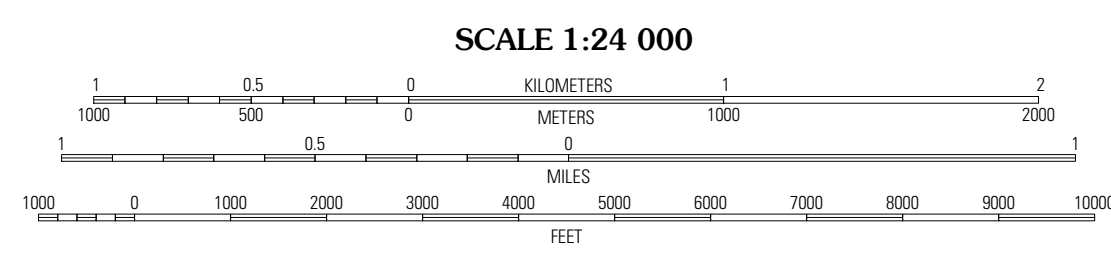 SCALE 1:24 000
1 0.5 0 KILOMETERS 1 2
1000 500 0 METERS 1000 2000
1 0.5 0 1
MILES
1000 0 1000 2000 3000 4000 5000 6000 7000 8000 9000 10000
FEET